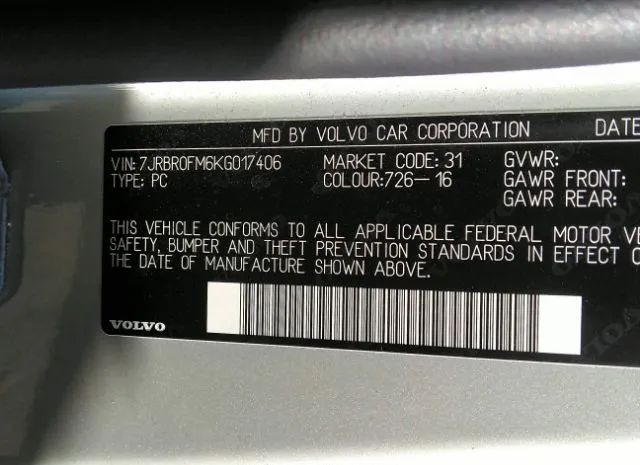 MFD BY VOLVO CAR CORPORATION DATE
VIN:7JRBR0FM6KG017406 MARKET CODE: 31 GVWR:
TYPE: PC COLOUR:726-16 GAWR FRONT:
GAWR REAR:
THIS VEHICLE CONFORMS TO ALL APPLICABLE FEDERAL MOTOR VE
SAFETY, BUMPER AND THEFT PREVENTION STANDARDS IN EFFECT O
THE DATE OF MANUFACTURE SHOWN ABOVE.
VOLVO